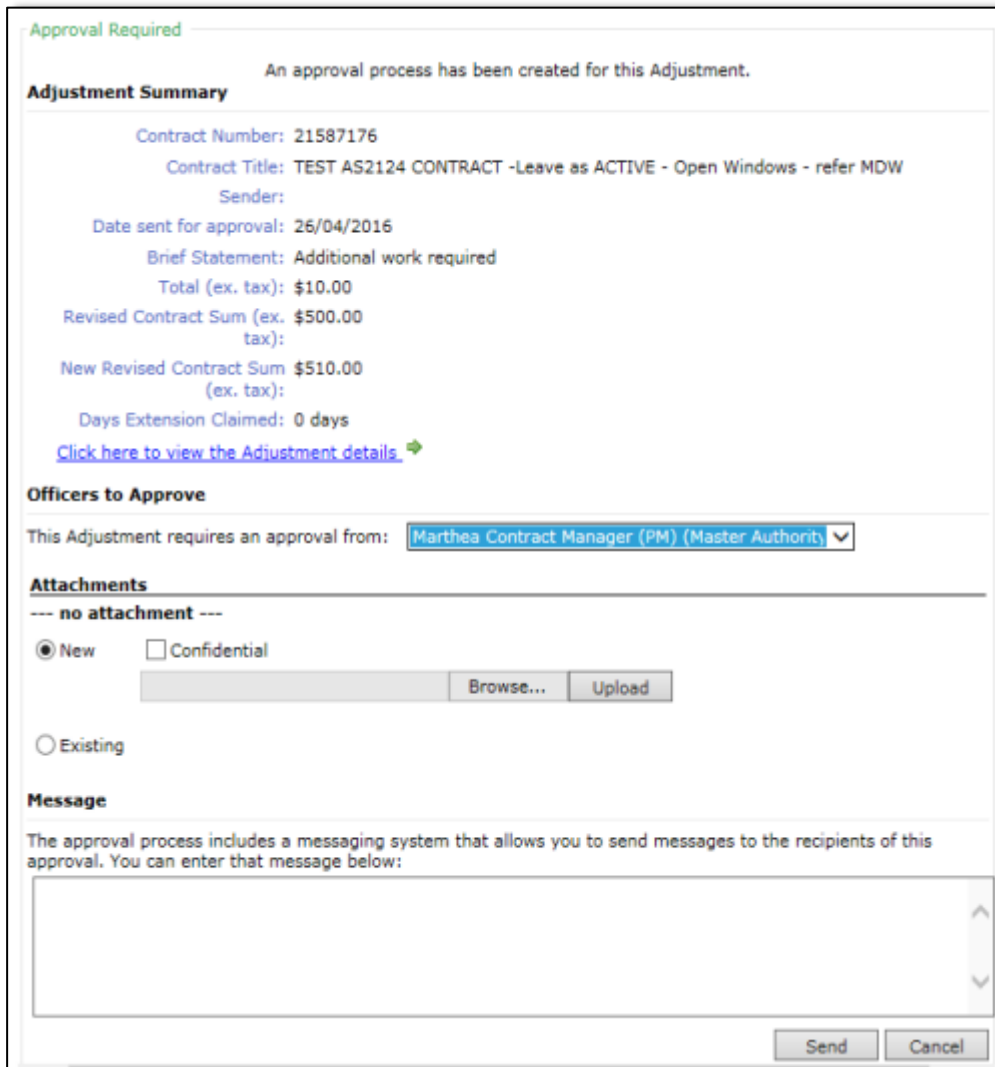 Approval Required
An approval process has been created for this Adjustment.
Adjustment Summary
Contract Number: 21587176
Contract Title: TEST AS2124 CONTRACT -Leave as ACTIVE - Open Windows - refer MDW
Sender:
Date sent for approval: 26/04/2016
Brief Statement: Additional work required
Total (ex. tax): $10.00
Revised Contract Sum (ex. $500.00
tax):
New Revised Contract Sum $510.00
(ex. tax):
Days Extension Claimed: 0 days
Click here to view the Adjustment details
Officers to Approve
This Adjustment requires an approval from: Marthea Contract Manager (PM) (Master Authority
Attachments
--- no attachment ---
New Confidential
Browse... Upload
Existing
Message
The approval process includes a messaging system that allows you to send messages to the recipients of this
approval. You can enter that message below:
Send Cancel